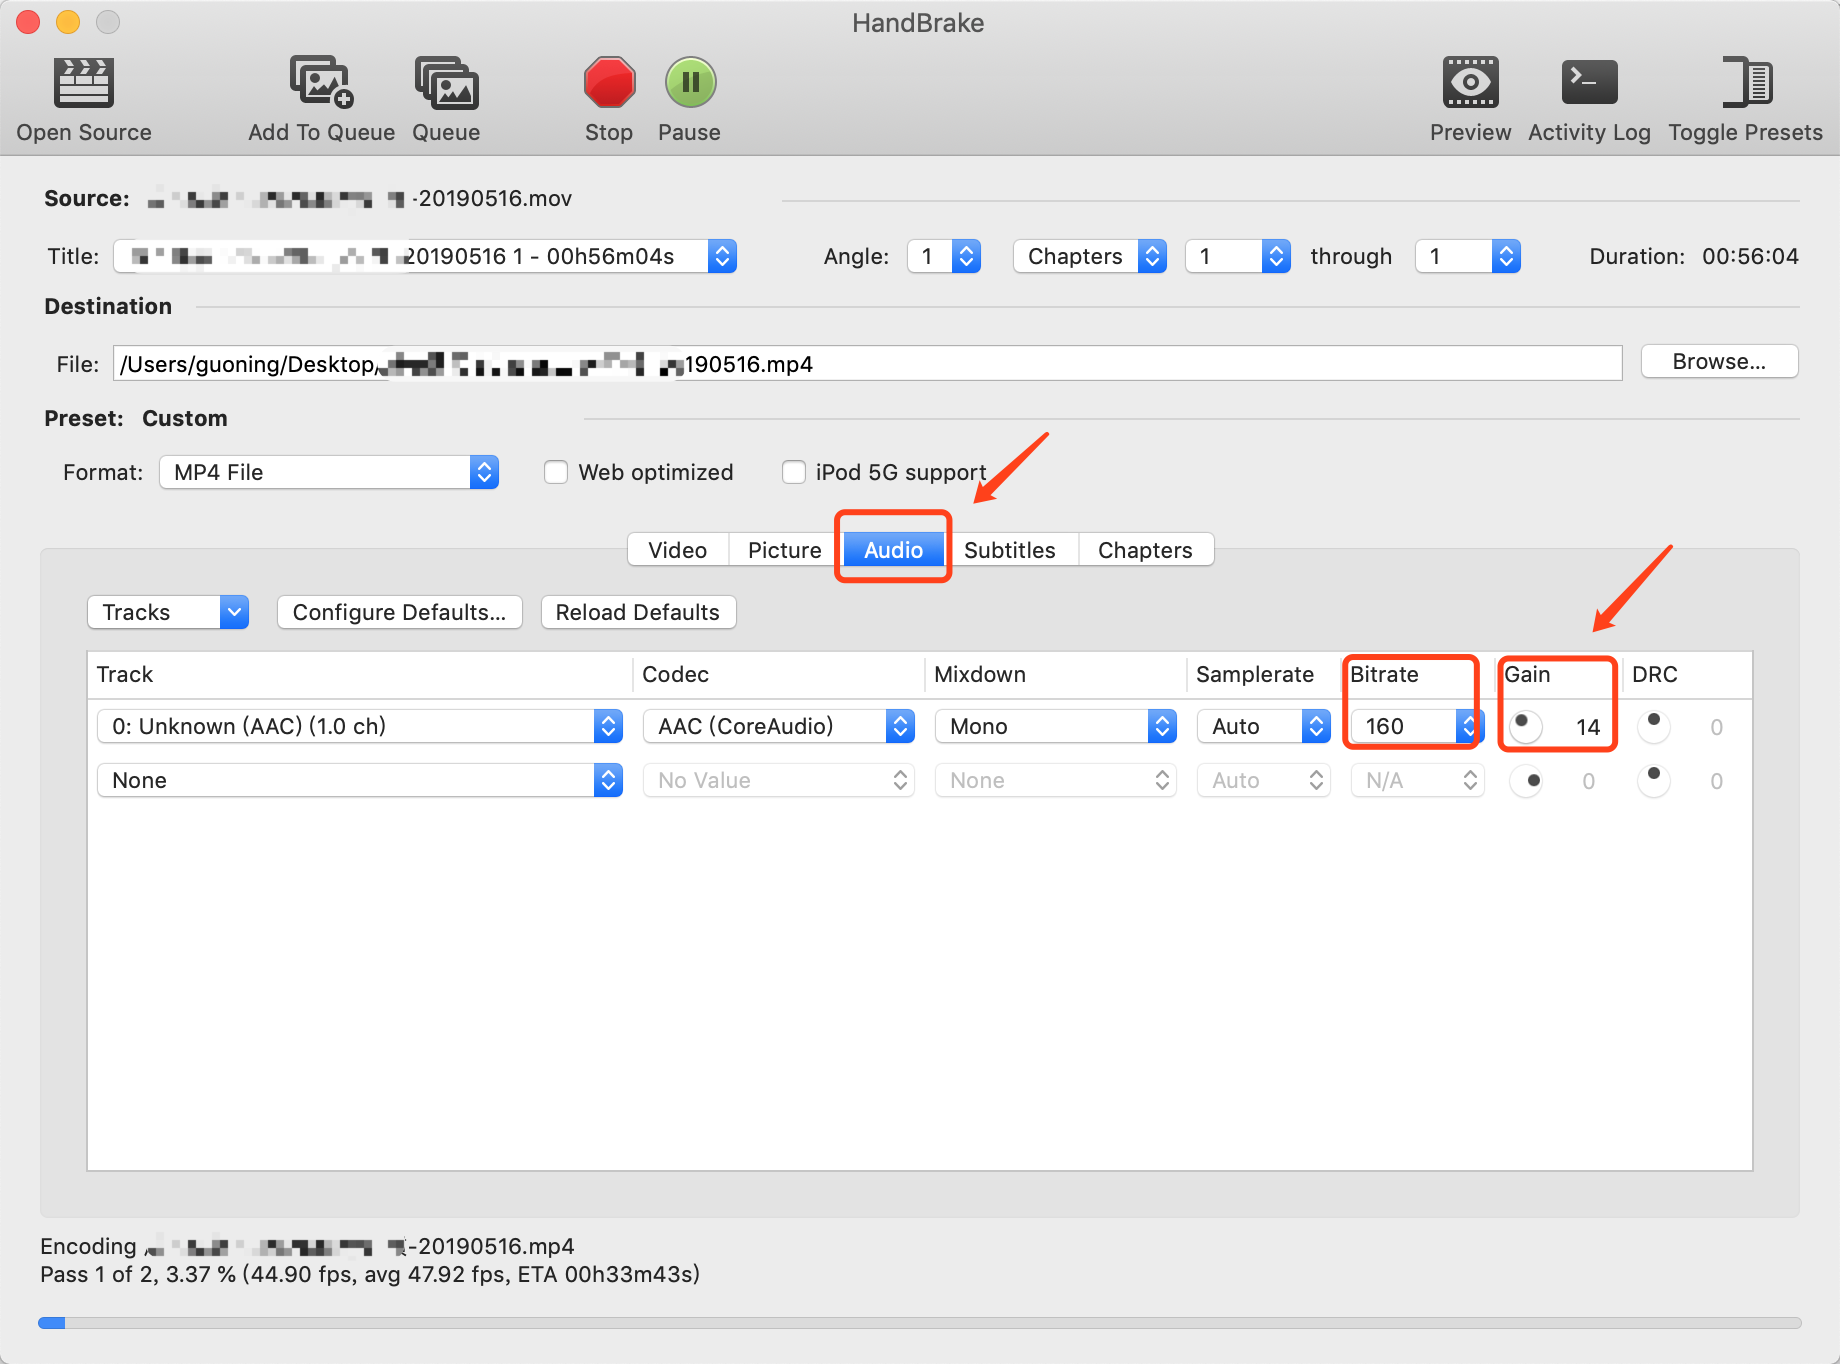 HandBrake
Open Source Add To Queue Queue Stop Pause Preview Activity Log Toggle Presets
Source: -20190516.mov
Title: 20190516 1 - 00h56m04s Angle: 1 Chapters 1 through 1 Duration: 00:56:04
Destination
File: /Users/guoning/Desktop/ 190516.mp4 Browse...
Preset: Custom
Format: MP4 File Web optimized iPod 5G support
Video Picture Audio Subtitles Chapters
Tracks Configure Defaults... Reload Defaults
Track Codec Mixdown Samplerate Bitrate Gain DRC
0: Unknown (AAC) (1.0 ch) AAC (CoreAudio) Mono Auto 160 14 0
None No Value None Auto N/A 0 0
Encoding -20190516.mp4
Pass 1 of 2, 3.37 % (44.90 fps, avg 47.92 fps, ETA 00h33m43s)